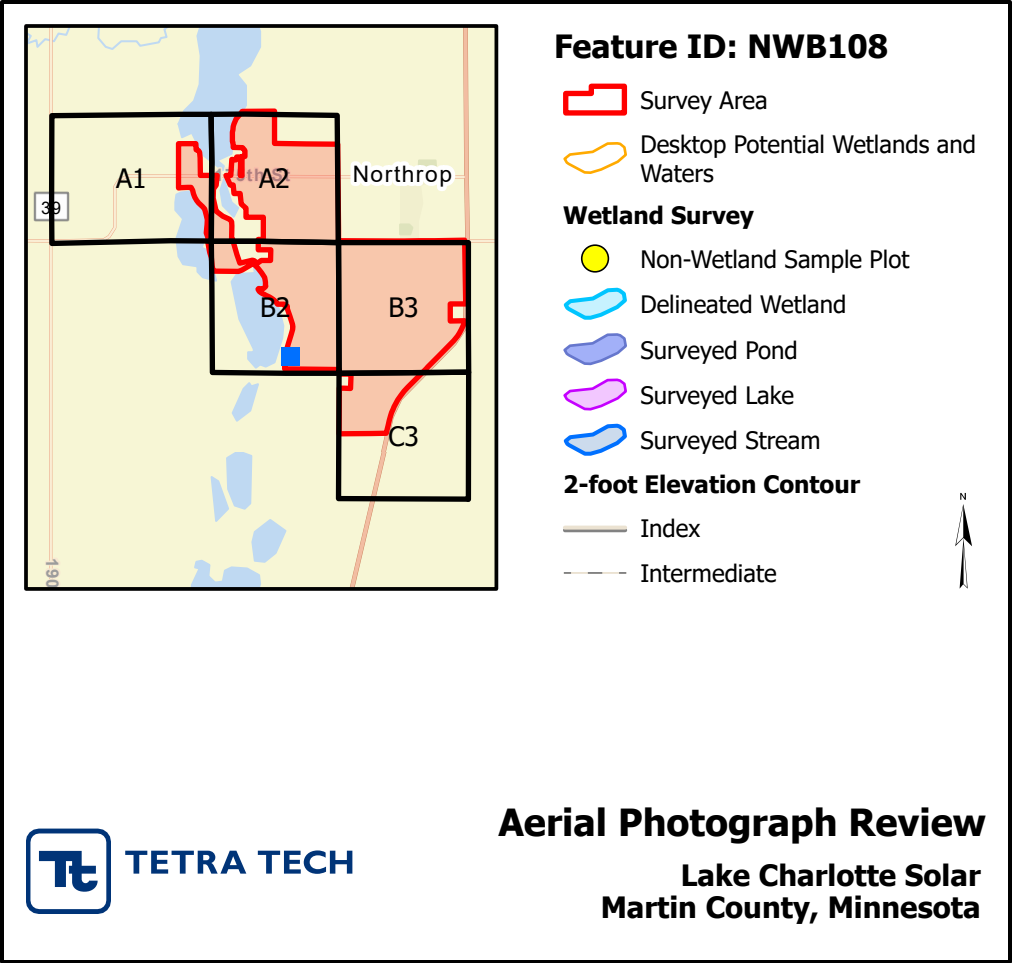 Feature ID: NWB108
Survey Area
Desktop Potential Wetlands and
Waters
Wetland Survey
Non-Wetland Sample Plot
Delineated Wetland
Surveyed Pond
Surveyed Lake
Surveyed Stream
2-foot Elevation Contour
Index
Intermediate
N
A1
A2
Northrop
39
B2
B3
C3
190
Aerial Photograph Review
Tt TETRA TECH
Lake Charlotte Solar
Martin County, Minnesota